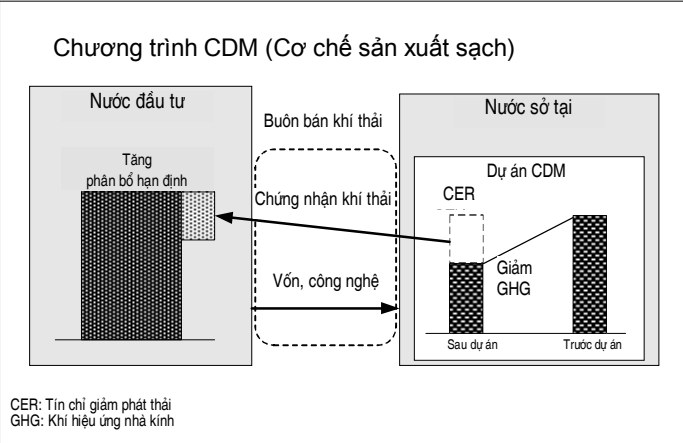 Chương trình CDM (Cơ chế sản xuất sạch)
Nước đầu tư
Tăng
phân bổ hạn định
Buôn bán khí thải
Chứng nhận khí thải
Vốn, công nghệ
Nước sở tại
Dự án CDM
CER
Giảm
GHG
Sau dự án
Trước dự án
CER: Tín chỉ giảm phát thải
GHG: Khí hiệu ứng nhà kính